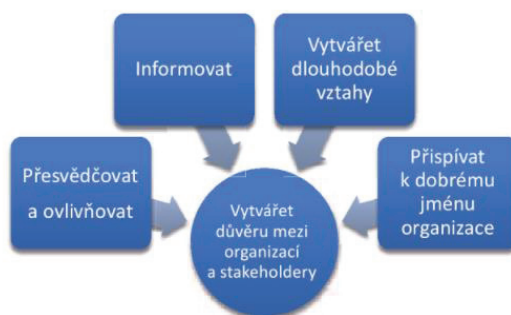 Informovat
Vytvářet
dlouhodobé
vztahy
Přesvědčovat
a ovlivňovat
Přispívat
k dobrému
jménu
organizace
Vytvářet
důvěru mezi
organizací
a stakeholdery